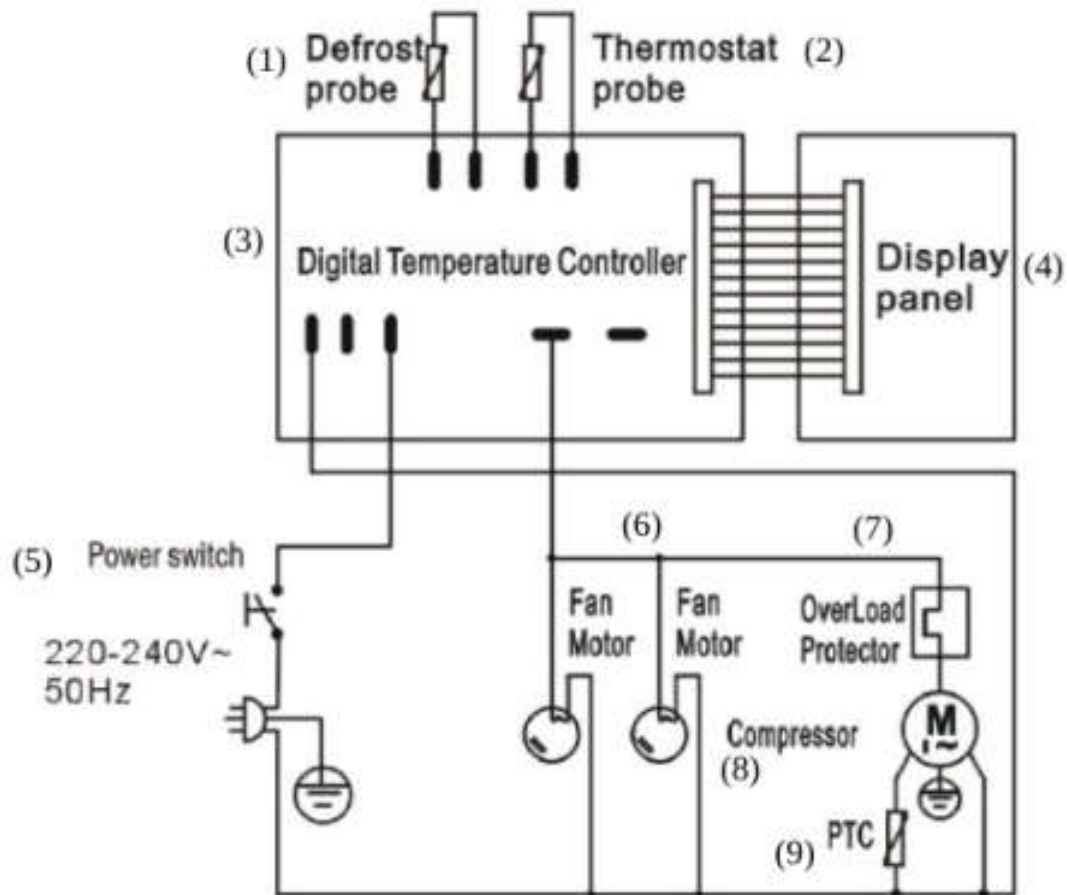 (1) Defrost probe
Thermostat probe (2)
(3) Digital Temperature Controller
Display panel (4)
(5) Power switch
220-240V~
50Hz
(6)
(7)
Fan Motor
Fan Motor
OverLoad Protector
M
~
Compressor
(8)
PTC
(9)